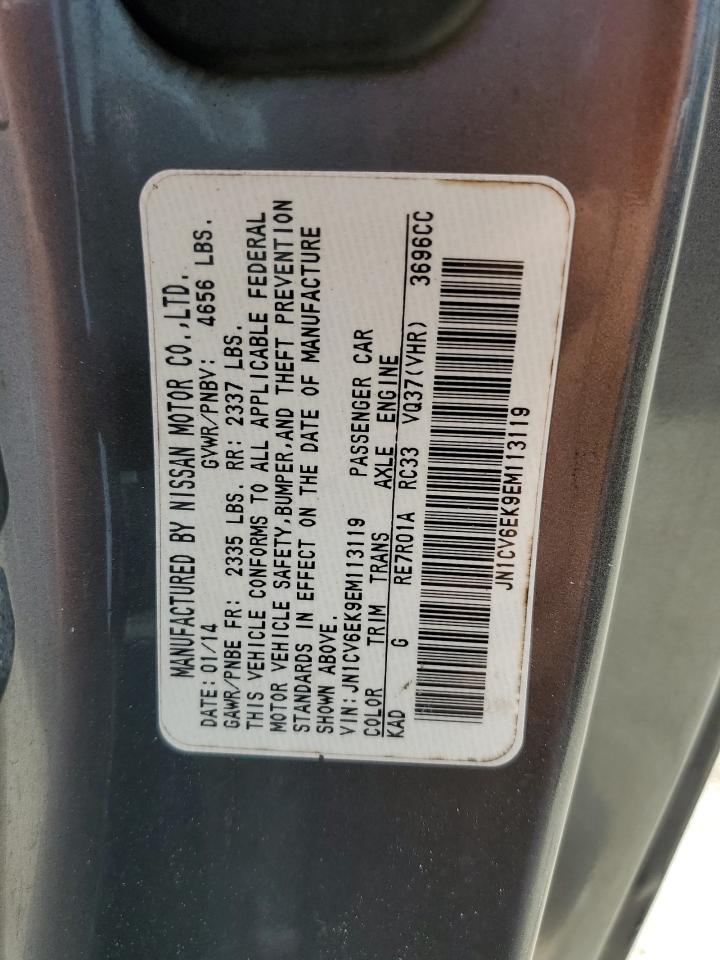 MANUFACTURED BY NISSAN MOTOR CO.,LTD.
DATE: 01/14 GVWR/PNBV: 4656 LBS.
GAWR/PNBE FR: 2335 LBS. RR: 2337 LBS.
THIS VEHICLE CONFORMS TO ALL APPLICABLE FEDERAL
MOTOR VEHICLE SAFETY,BUMPER,AND THEFT PREVENTION
STANDARDS IN EFFECT ON THE DATE OF MANUFACTURE
SHOWN ABOVE.
VIN: JN1CV6EK9EM113119 PASSENGER CAR
COLOR TRIM TRANS AXLE ENGINE
KAD G RE7R01A RC33 VQ37(VHR) 3696CC
JN1CV6EK9EM113119